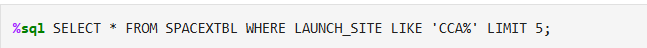 %sql SELECT * FROM SPACEXTBL WHERE LAUNCH_SITE LIKE 'CCA%' LIMIT 5;